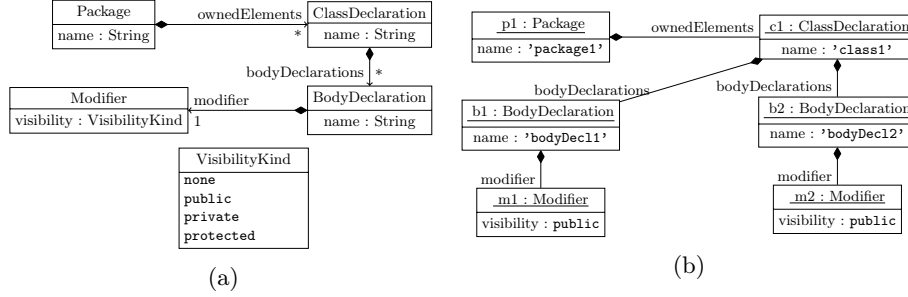 Package
name : String
ownedElements
*
ClassDeclaration
name : String
bodyDeclarations
*
Modifier
visibility : VisibilityKind
modifier
1
BodyDeclaration
name : String
VisibilityKind
none
public
private
protected
(a)
p1 : Package
name : 'package1'
ownedElements
c1 : ClassDeclaration
name : 'class1'
bodyDeclarations
bodyDeclarations
b1 : BodyDeclaration
name : 'bodyDecl1'
b2 : BodyDeclaration
name : 'bodyDecl2'
modifier
modifier
m1 : Modifier
visibility : public
m2 : Modifier
visibility : public
(b)